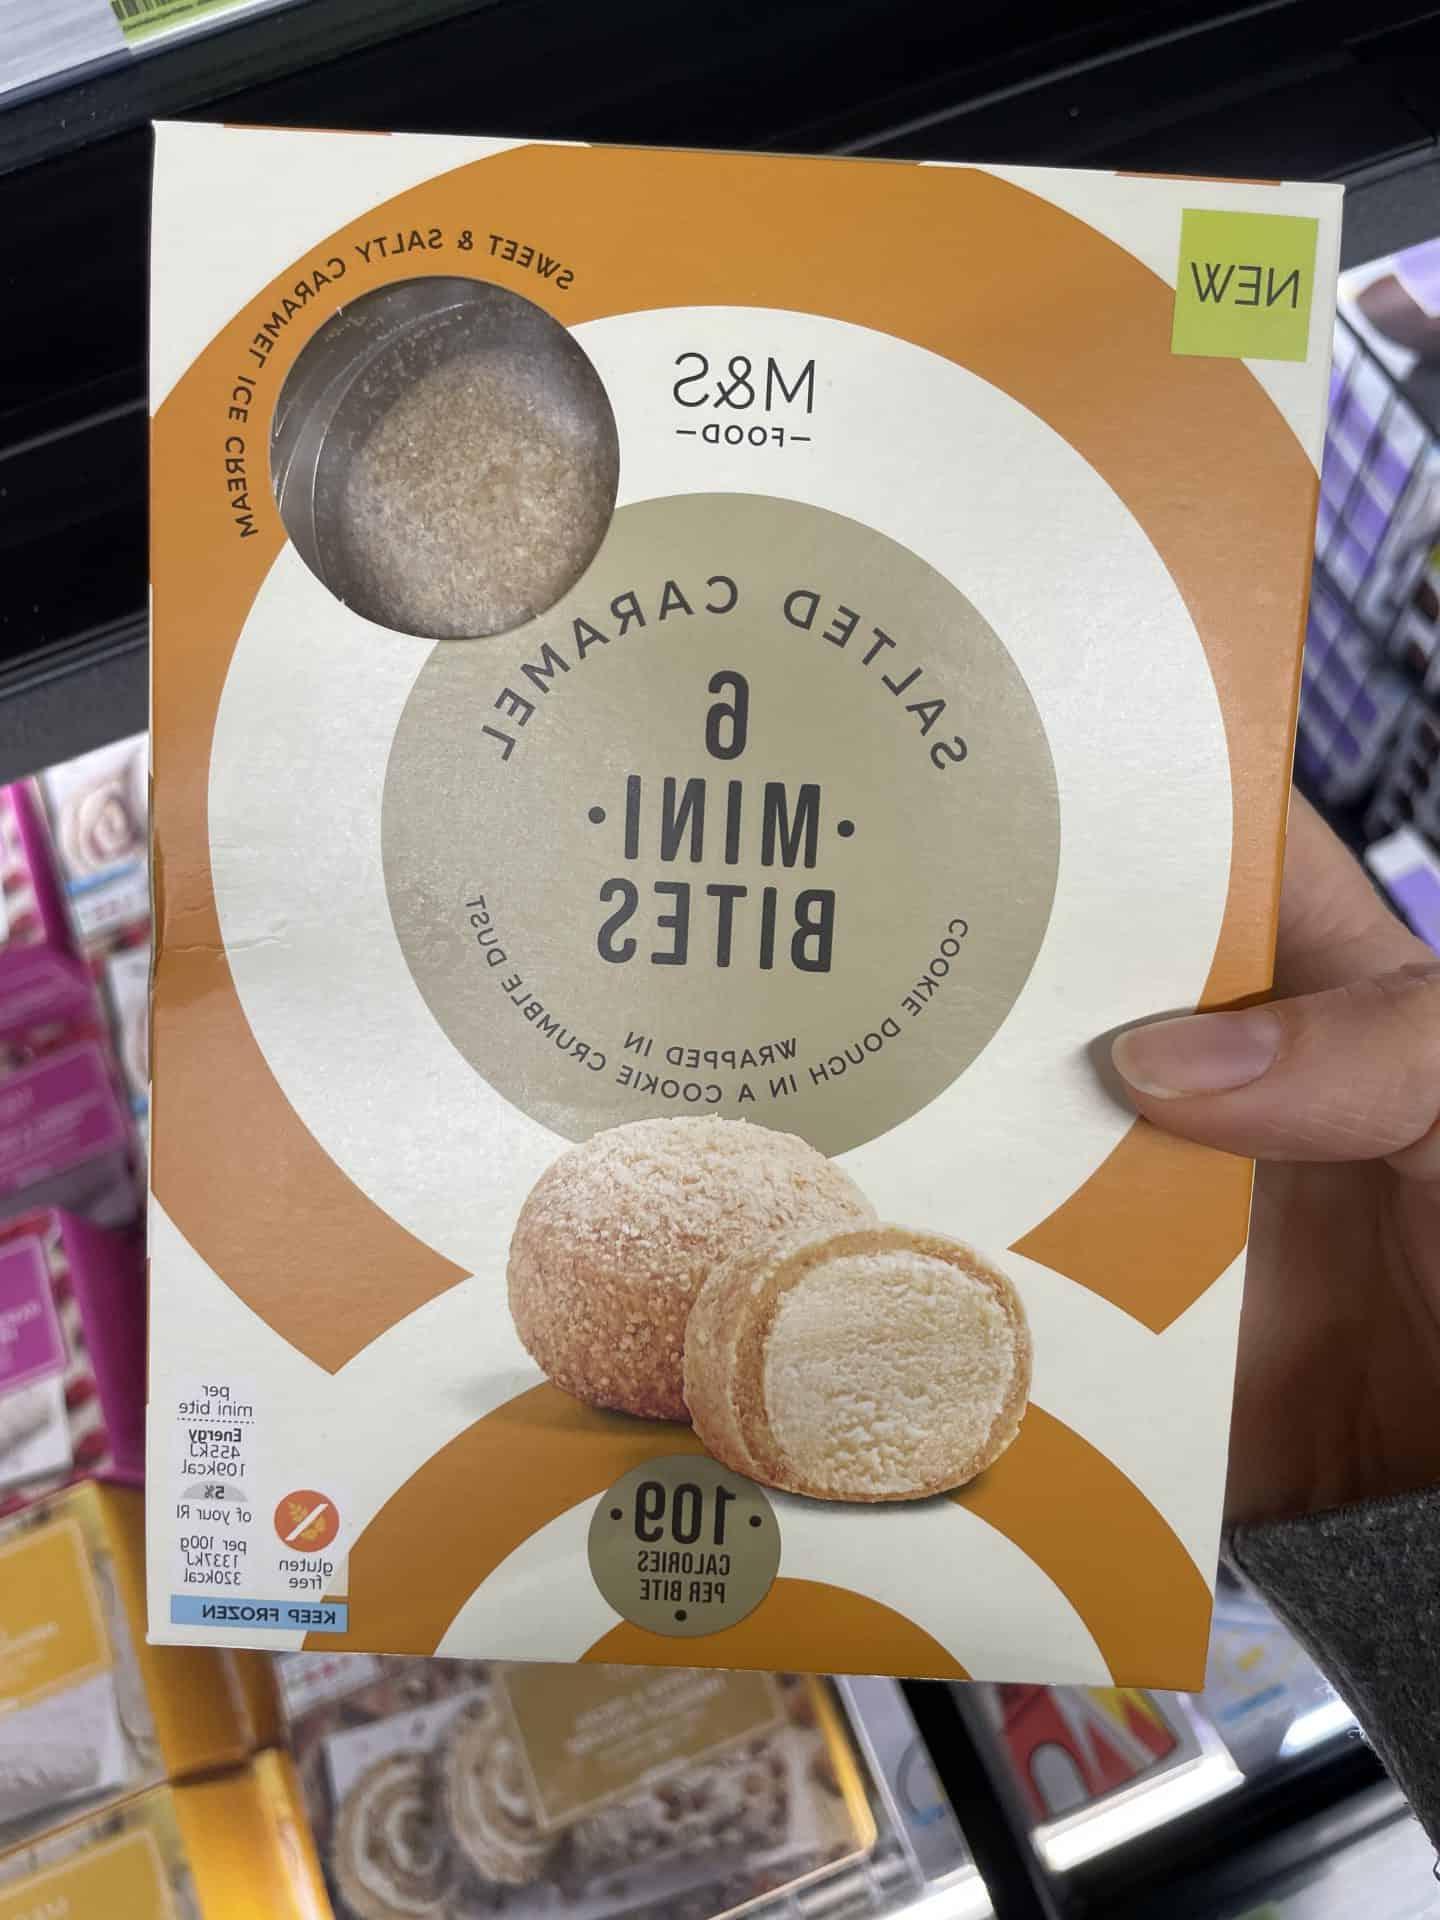 NEW
M&S
—FOOD—
SWEET & SALTY CARAMEL ICE CREAM
SALTED CARAMEL
6
·MINI·
BITES
WRAPPED IN
COOKIE DOUGH IN A COOKIE CRUMBLE DUST
·109·
CALORIES
PER BITE
per
mini bite
Energy
455kJ
109kcal
5%
of your RI
per 100g
1337kJ
320kcal
gluten
free
KEEP FROZEN